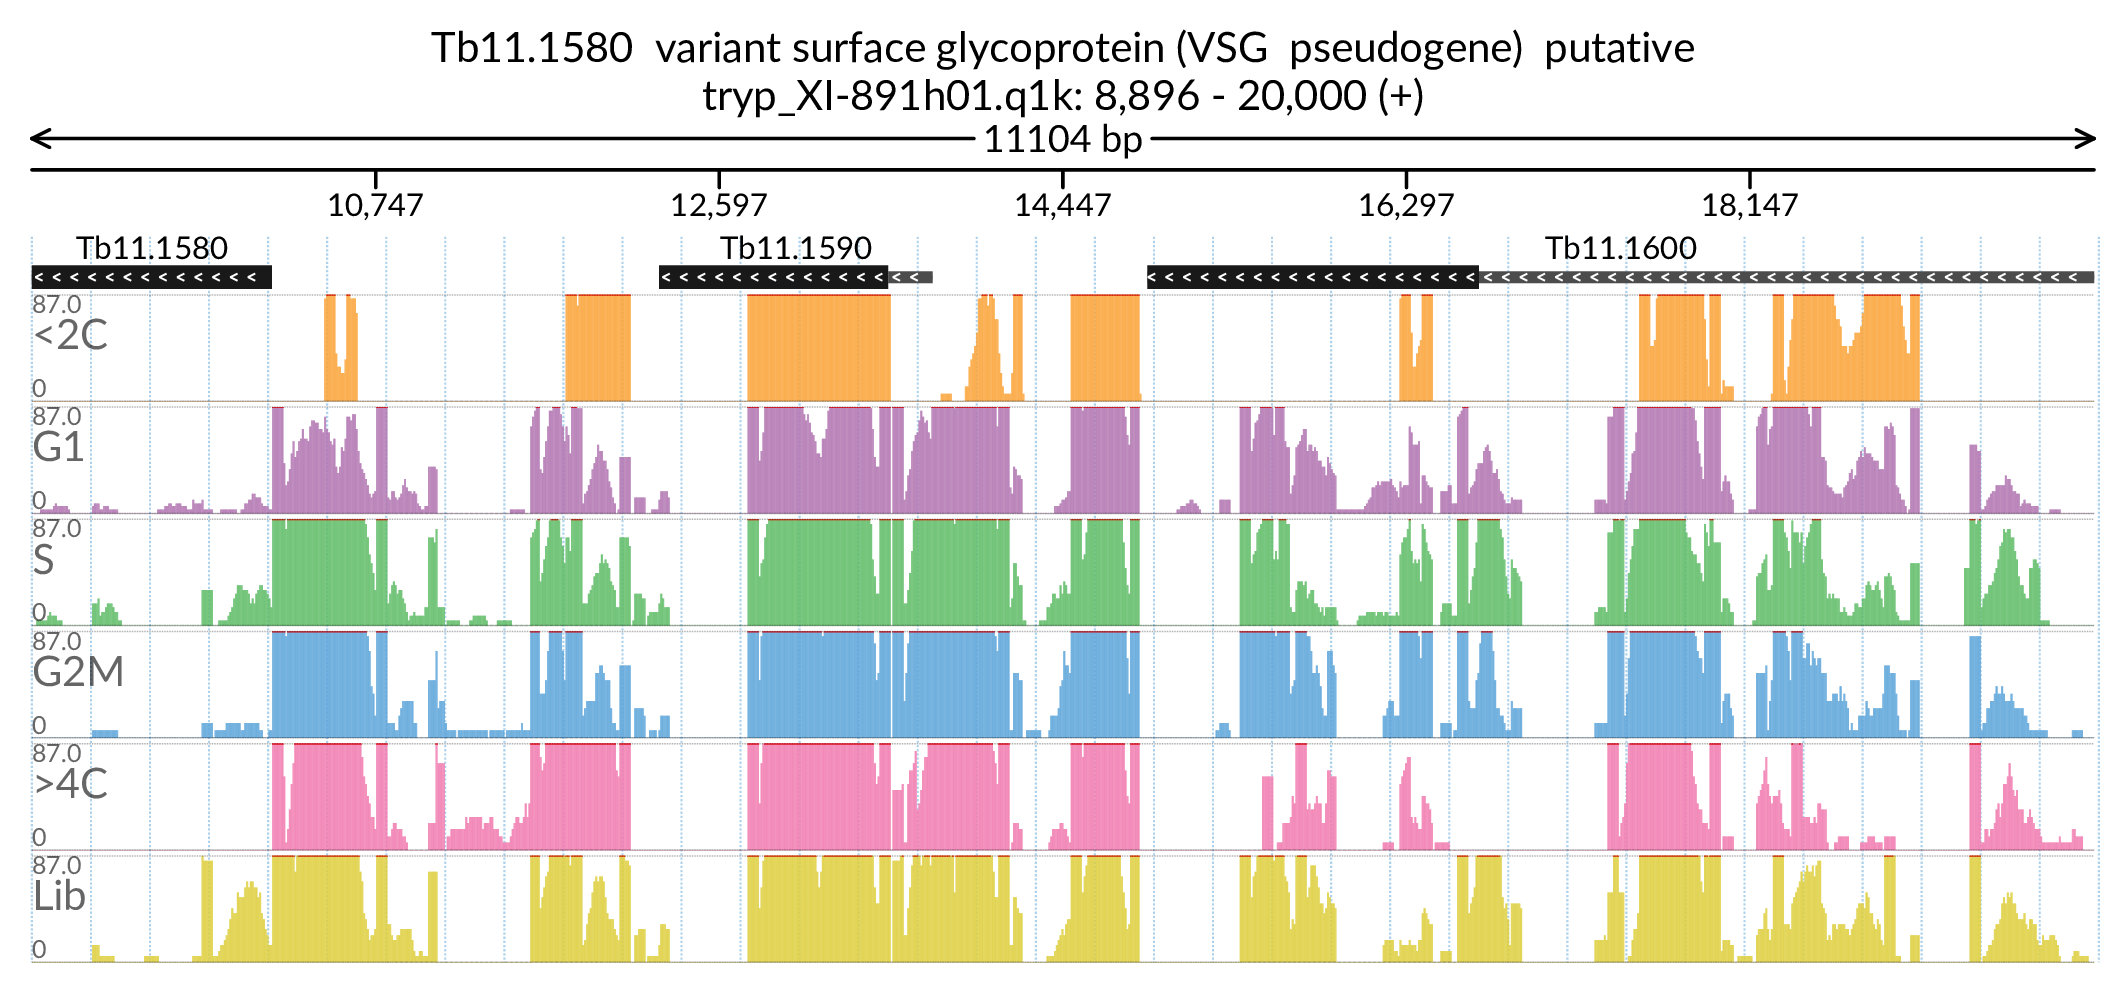 Tb11.1580 variant surface glycoprotein (VSG pseudogene) putative
tryp_XI-891h01.q1k: 8,896 - 20,000 (+)
11104 bp
10,747 12,597 14,447 16,297 18,147
Tb11.1580 Tb11.1590 Tb11.1600
87.0
<2C
0
87.0
G1
0
87.0
S
0
87.0
G2M
0
87.0
>4C
0
87.0
Lib
0